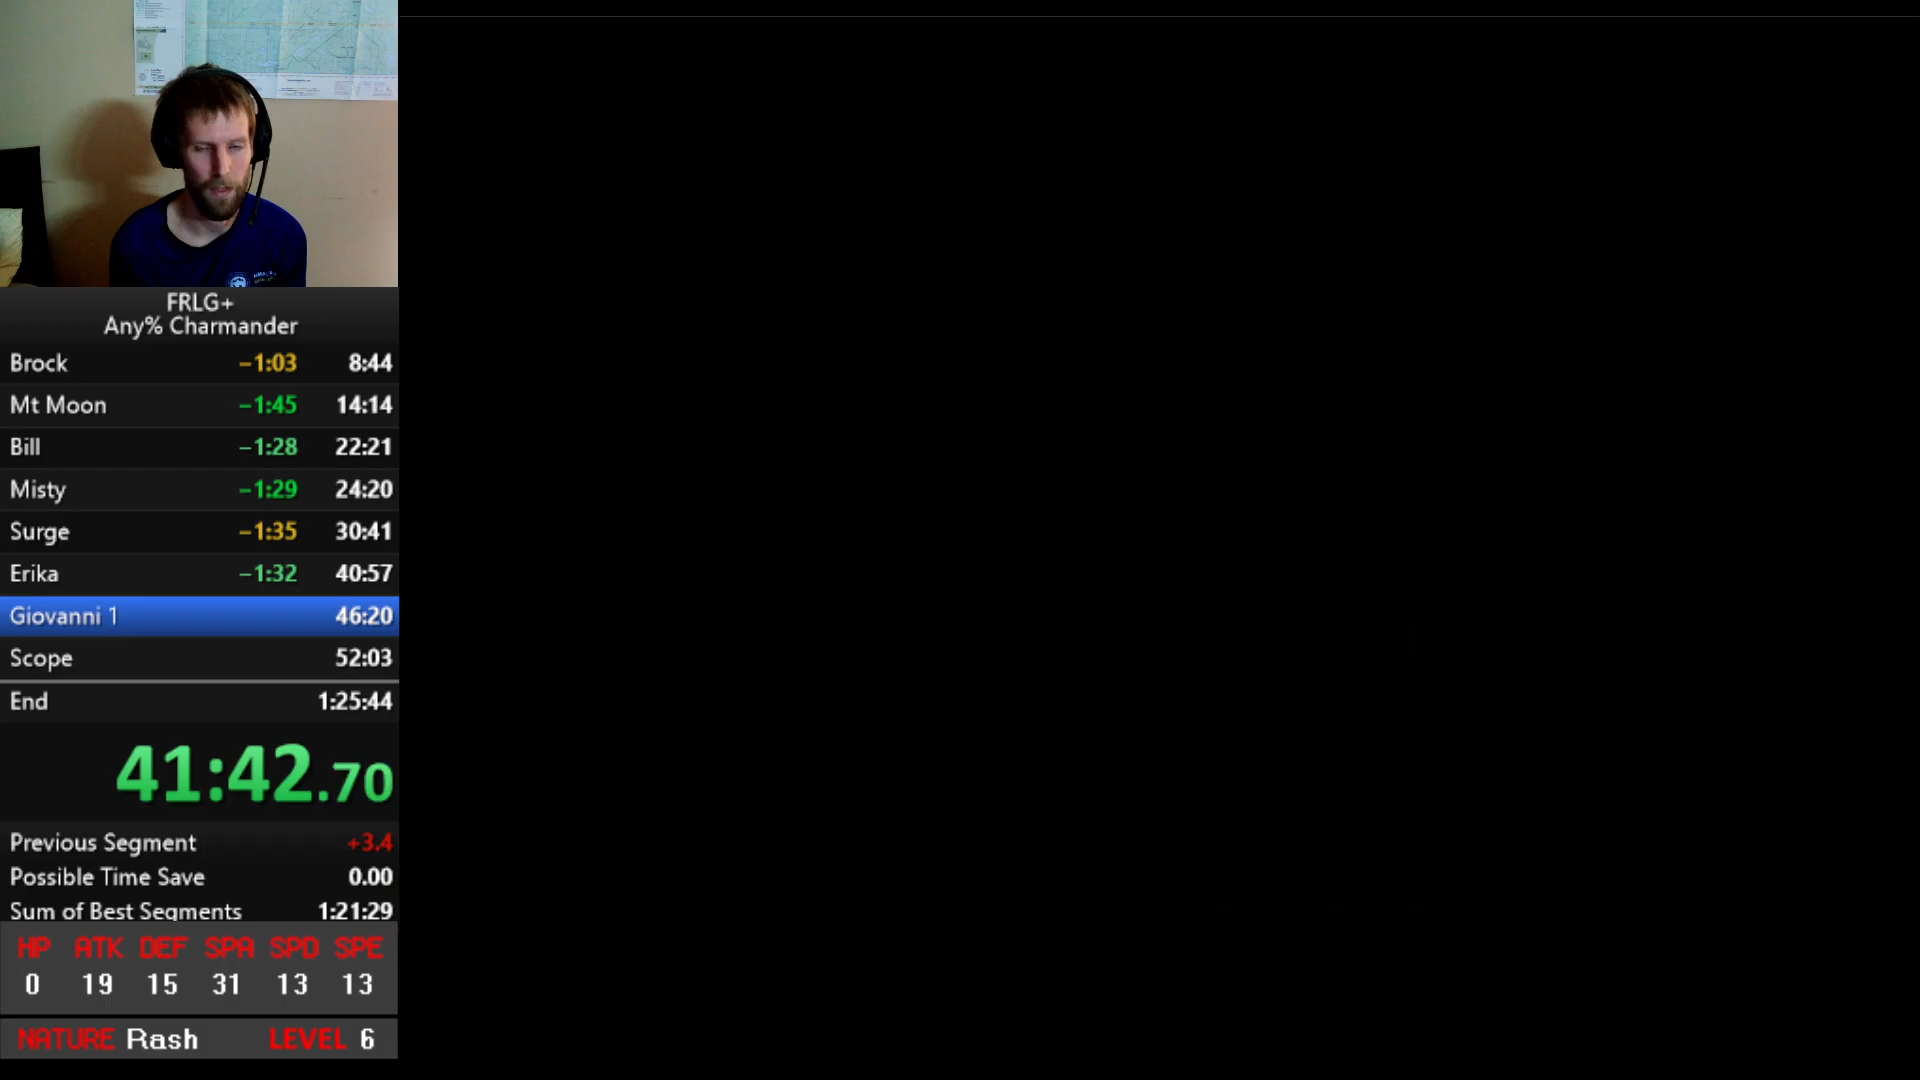 FRLG+
Any% Charmander
Brock -1:03 8:44
Mt Moon -1:45 14:14
Bill -1:28 22:21
Misty -1:29 24:20
Surge -1:35 30:41
Erika -1:32 40:57
Giovanni 1 46:20
Scope 52:03
End 1:25:44
41:42.70
Previous Segment +3.4
Possible Time Save 0.00
Sum of Best Segments 1:21:29
HP ATK DEF SPA SPD SPE
0 19 15 31 13 13
NATURE Rash LEVEL 6